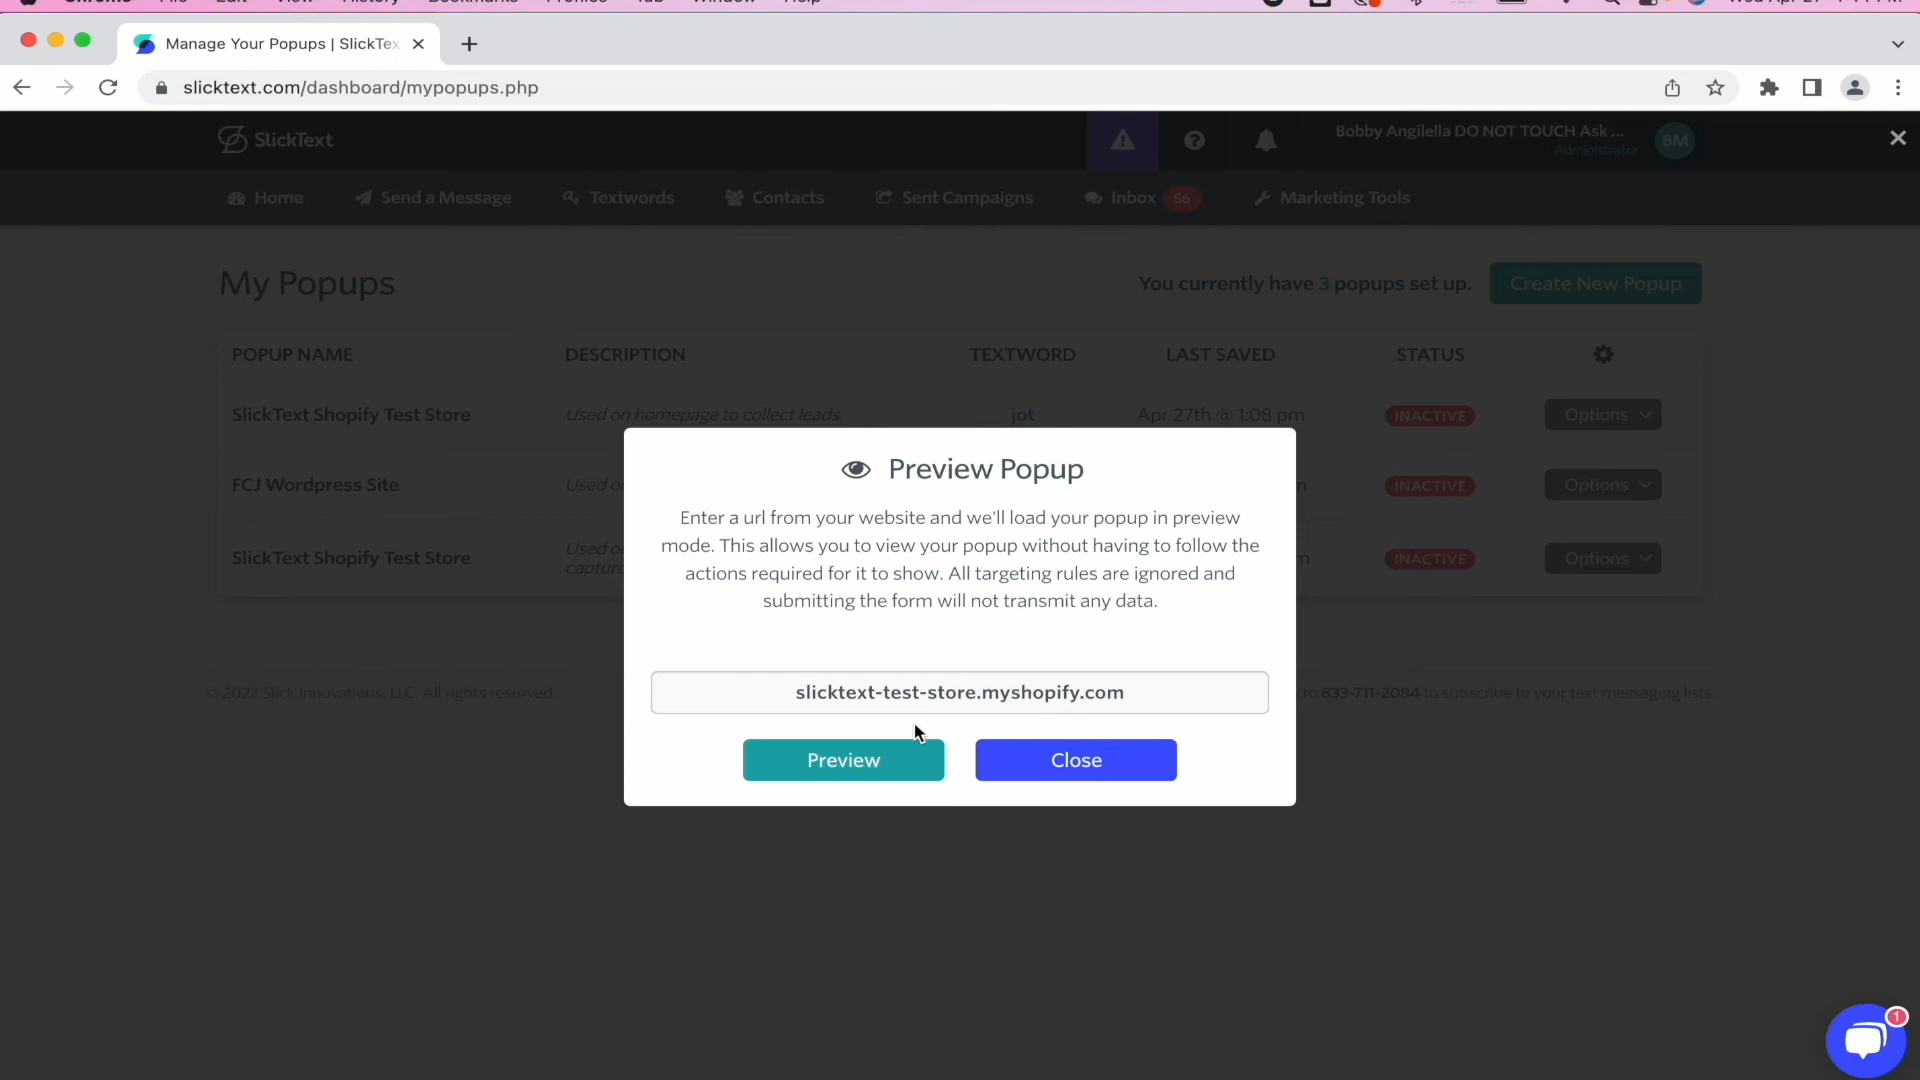 Manage Your Popups | SlickTex
slicktext.com/dashboard/mypopups.php
SlickText
Bobby Angilella DO NOT TOUCH Ask ...
Administrator
BM
Home
Send a Message
Textwords
Contacts
Sent Campaigns
Inbox 56
Marketing Tools
My Popups
You currently have 3 popups set up.
Create New Popup
POPUP NAME
DESCRIPTION
TEXTWORD
LAST SAVED
STATUS
SlickText Shopify Test Store
Used on homepage to collect leads.
jot
Apr 27th @ 1:08 pm
INACTIVE
Options
FCJ Wordpress Site
Used o
INACTIVE
Options
SlickText Shopify Test Store
Used o
capture
INACTIVE
Options
Preview Popup
Enter a url from your website and we'll load your popup in preview
mode. This allows you to view your popup without having to follow the
actions required for it to show. All targeting rules are ignored and
submitting the form will not transmit any data.
slicktext-test-store.myshopify.com
Preview
Close
© 2022 Slick Innovations, LLC. All rights reserved.
to 833-711-2084 to subscribe to your text messaging lists.
1